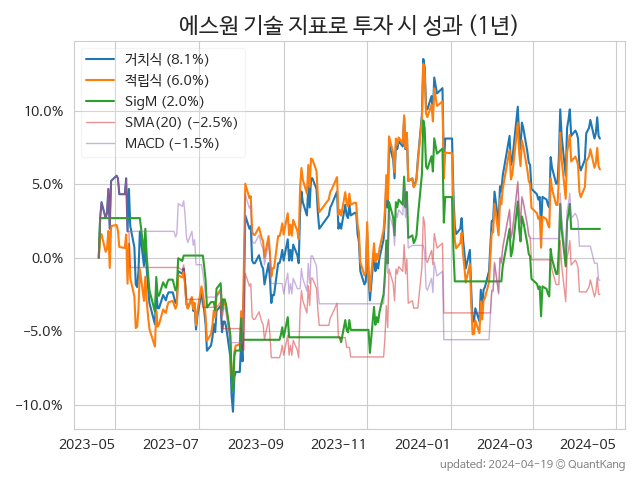 에스원 기술 지표로 투자 시 성과 (1년)
거치식 (8.1%)
적립식 (6.0%)
SigM (2.0%)
SMA(20) (−2.5%)
MACD (−1.5%)
10.0%
5.0%
0.0%
−5.0%
−10.0%
2023-05 2023-07 2023-09 2023-11 2024-01 2024-03 2024-05
updated: 2024-04-19 © QuantKang